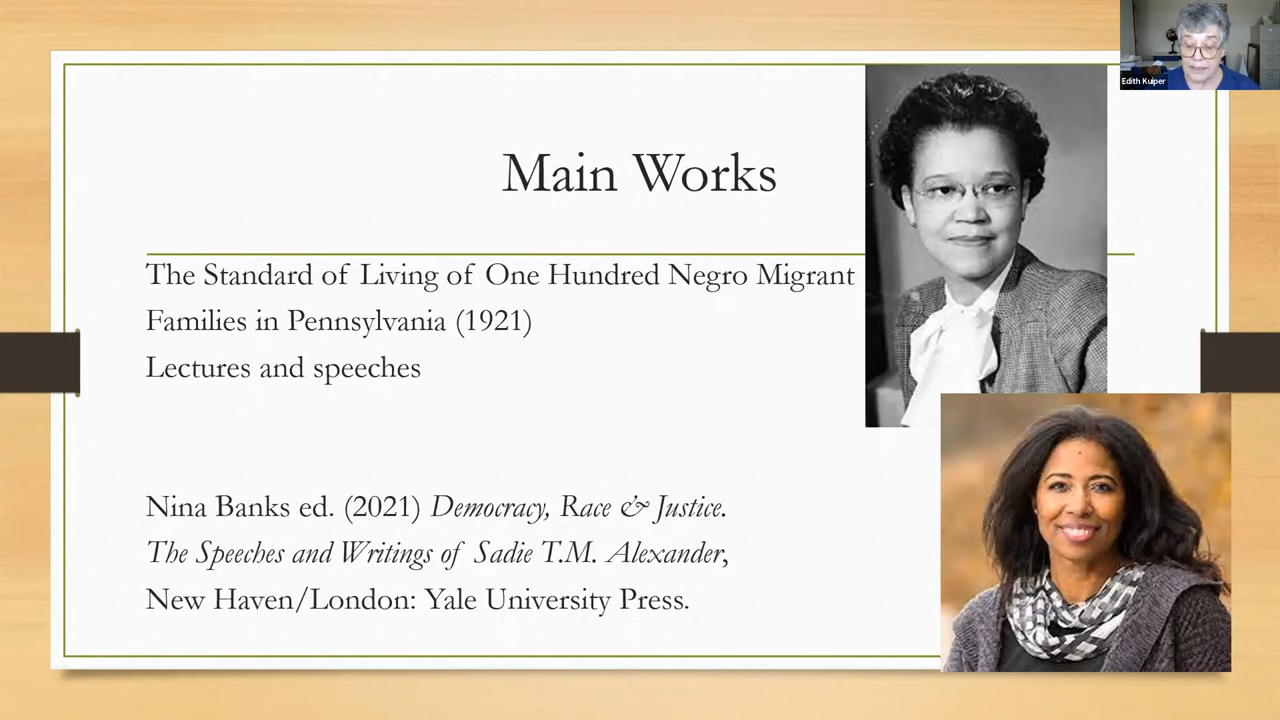 Edith Kuiper
Main Works
The Standard of Living of One Hundred Negro Migrant
Families in Pennsylvania (1921)
Lectures and speeches
Nina Banks ed. (2021) Democracy, Race & Justice.
The Speeches and Writings of Sadie T.M. Alexander,
New Haven/London: Yale University Press.